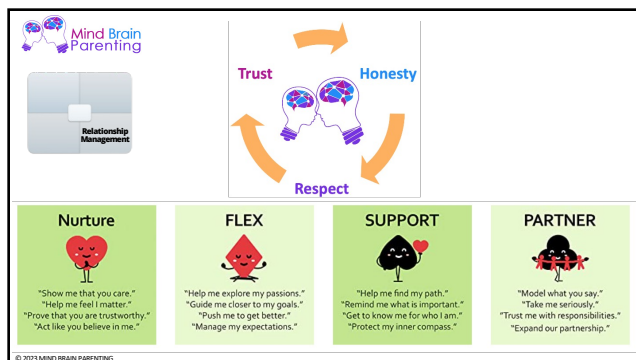 Mind Brain
Parenting
Relationship
Management
Trust
Honesty
Respect
Nurture
"Show me that you care."
"Help me feel I matter."
"Prove that you are trustworthy."
"Act like you believe in me."
FLEX
"Help me explore my passions."
"Guide me closer to my goals."
"Push me to get better."
"Manage my expectations."
SUPPORT
"Help me find my path."
"Remind me what is important."
"Get to know me for who I am."
"Protect my inner compass."
PARTNER
"Model what you say."
"Take me seriously."
"Trust me with responsibilities."
"Expand our partnership."
© 2023 MIND BRAIN PARENTING